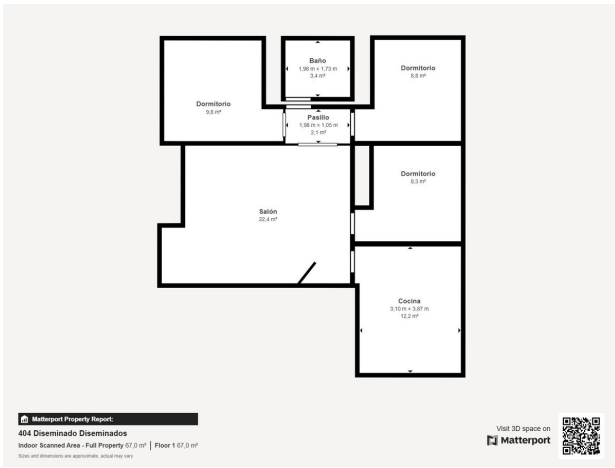 Baño
1,98 m × 1,73 m
3,4 m²
Dormitorio
8,8 m²
Dormitorio
9,8 m²
Pasillo
1,98 m × 1,05 m
2,1 m²
Dormitorio
8,5 m²
Salón
22,4 m²
Cocina
3,10 m × 3,87 m
12,2 m²
Matterport Property Report:
404 Diseminado Diseminados
Indoor Scanned Area - Full Property 67,0 m² | Floor 1 67,0 m²
Sizes and dimensions are approximate, actual may vary.
Visit 3D space on
Matterport